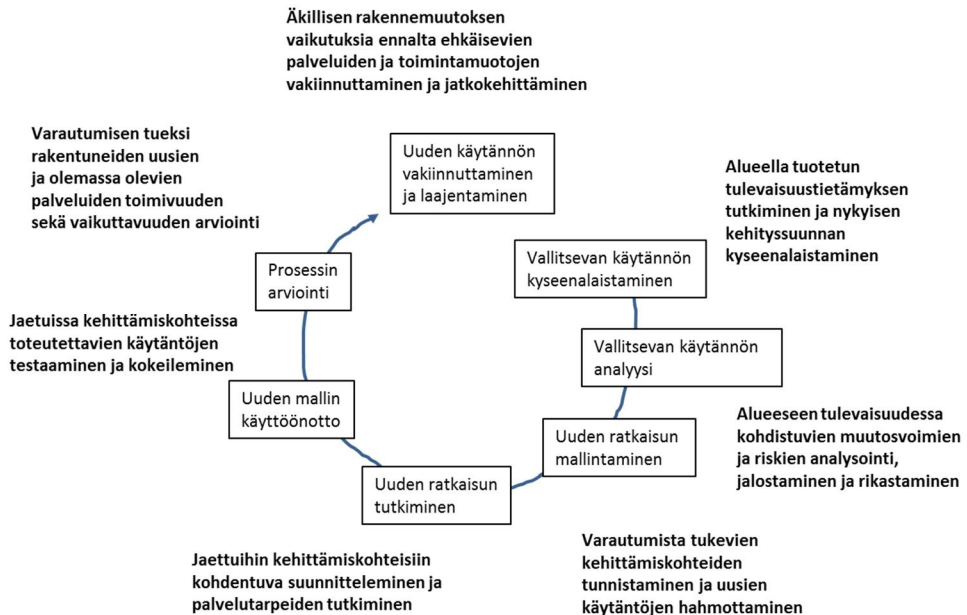 Äkillisen rakennemuutoksen
vaikutuksia ennalta ehkäisevien
palveluiden ja toimintamuotojen
vakiinnuttaminen ja jatkokehittäminen
Varautumisen tueksi
rakentuneiden uusien
ja olemassa olevien
palveluiden toimivuuden
sekä vaikuttavuuden arviointi
Uuden käytännön
vakiinnuttaminen
ja laajentaminen
Alueella tuotetun
tulevaisuustietämyksen
tutkiminen ja nykyisen
kehityssuunnan
kyseenalaistaminen
Prosessin
arviointi
Vallitsevan käytännön
kyseenalaistaminen
Jaetuissa kehittämiskohteissa
toteutettavien käytäntöjen
testaaminen ja kokeileminen
Vallitsevan käytännön
analyysi
Uuden mallin
käyttöönotto
Uuden ratkaisun
mallintaminen
Alueeseen tulevaisuudessa
kohdistuvien muutosvoimien
ja riskien analysointi,
jalostaminen ja rikastaminen
Uuden ratkaisun
tutkiminen
Jaettuihin kehittämiskohteisiin
kohdentuva suunnitteleminen ja
palvelutarpeiden tutkiminen
Varautumista tukevien
kehittämiskohteiden
tunnistaminen ja uusien
käytäntöjen hahmottaminen